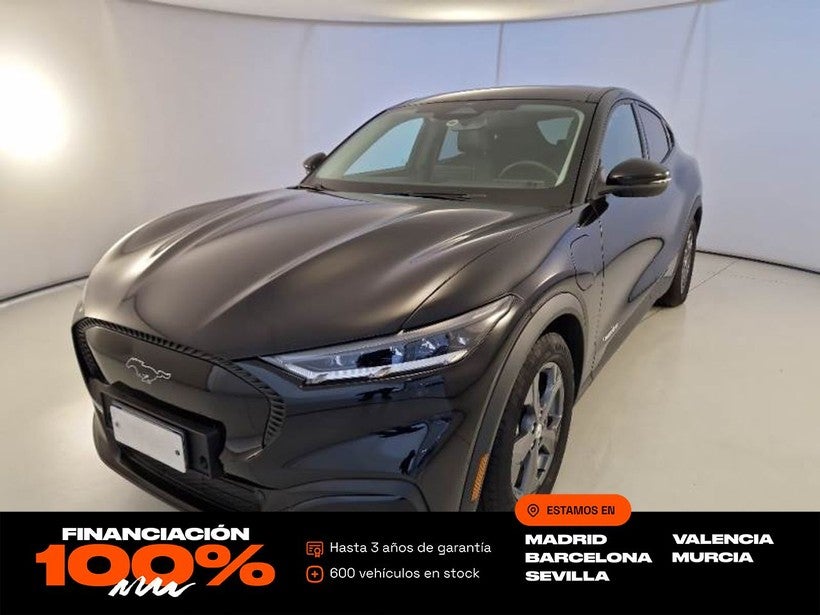 ESTAMOS EN
FINANCIACIÓN
100%
Hasta 3 años de garantía
600 vehículos en stock
MADRID
BARCELONA
SEVILLA
VALENCIA
MURCIA